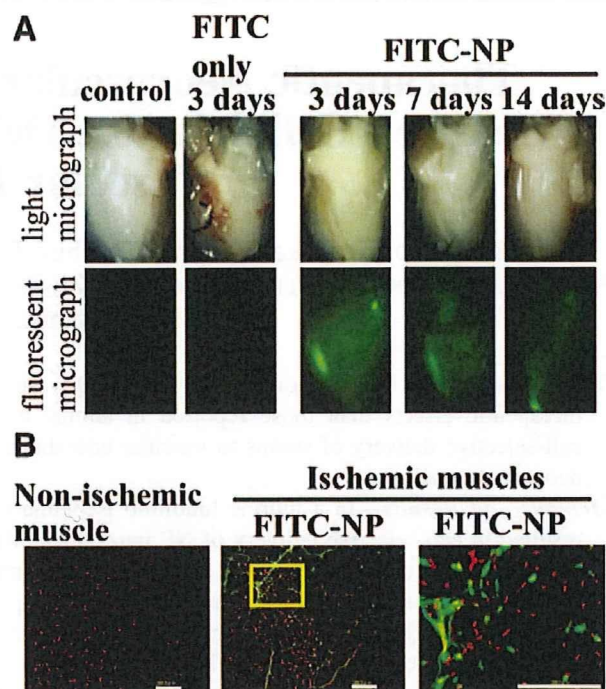 A
FITC
only
3 days
control
FITC-NP
3 days 7 days 14 days
light
micrograph
fluorescent
micrograph
B
Non-ischemic
muscle
Ischemic muscles
FITC-NP FITC-NP